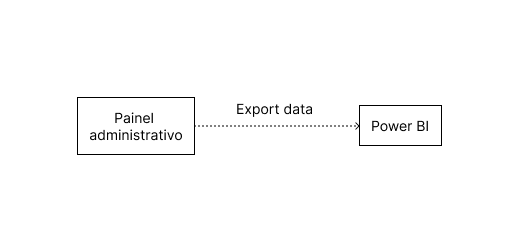 Painel
administrativo
Export data
Power BI